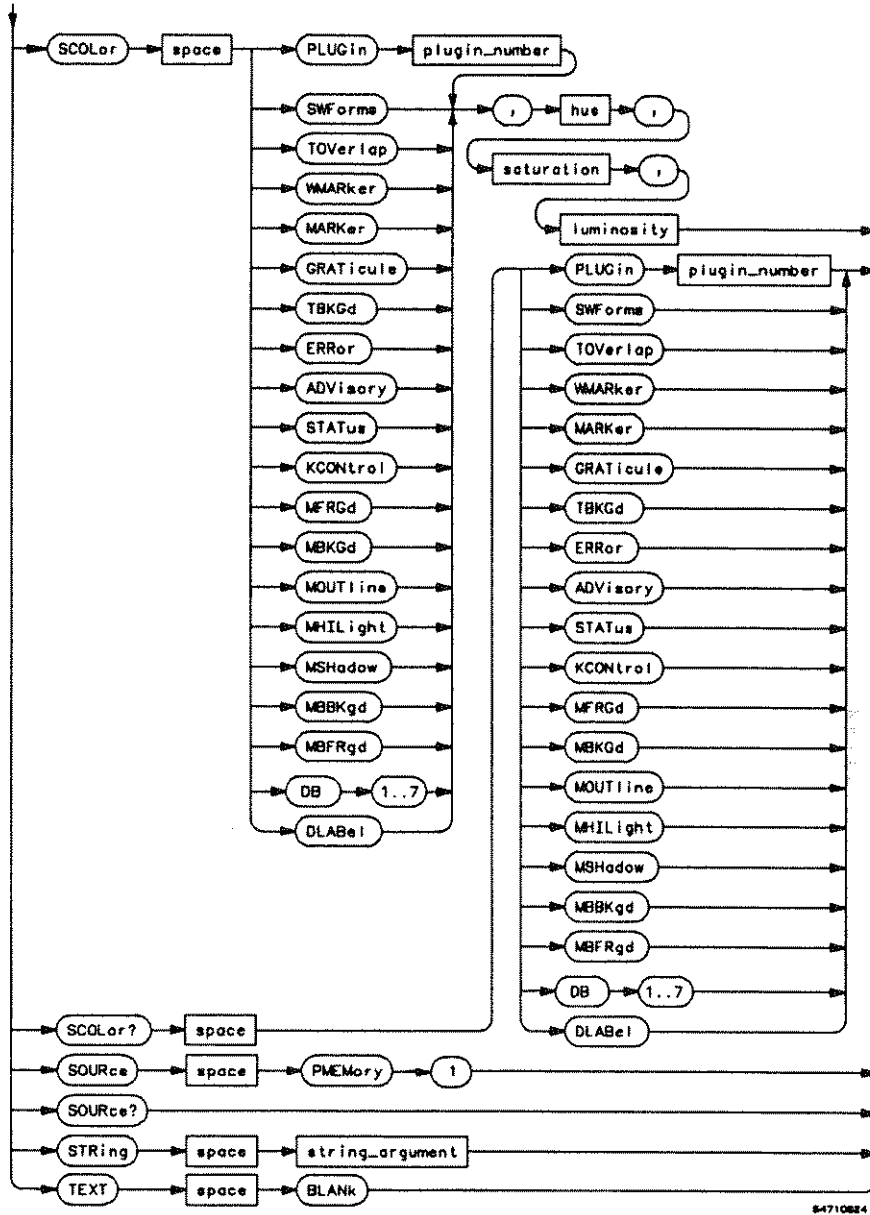 SCOLor space PLUGin plugin_number
SWForms , hue ,
TOVerlap
saturation ,
WMARker
MARKer luminosity
GRATicule
TBKGd
ERRor
ADVisory
STATus
KCONtrol
MFRGd
MBKGd
MOUTline
MHILight
MSHadow
MBBKgd
MBFRgd
DB 1..7
DLABel
PLUGin plugin_number
SWForms
TOVerlap
WMARker
MARKer
GRATicule
TBKGd
ERRor
ADVisory
STATus
KCONtrol
MFRGd
MBKGd
MOUTline
MHILight
MSHadow
MBBKgd
MBFRgd
DB 1..7
DLABel
SCOLor? space
SOURce space PMEMory 1
SOURce?
STRing space string_argument
TEXT space BLANk
54710B24